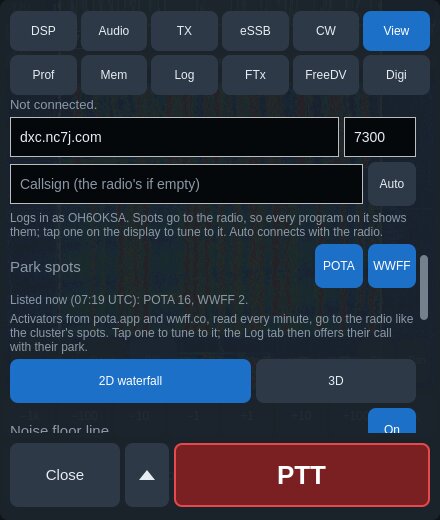 DSP Audio TX eSSB CW View
Prof Mem Log FTx FreeDV Digi
Not connected.
dxc.nc7j.com 7300
Callsign (the radio's if empty) Auto
Logs in as OH6OKSA. Spots go to the radio, so every program on it shows
them; tap one on the display to tune to it. Auto connects with the radio.
Park spots POTA WWFF
Listed now (07:19 UTC): POTA 16, WWFF 2.
Activators from pota.app and wwff.co, read every minute, go to the radio like
the cluster's spots. Tap one to tune to it; the Log tab then offers their call
with their park.
2D waterfall 3D
Noise floor line On
Close PTT